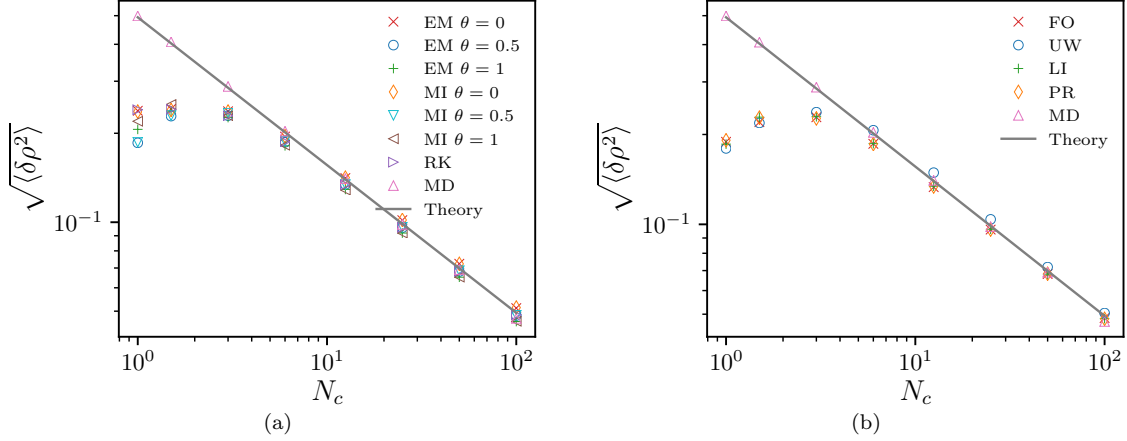 √⟨δρ²⟩
10⁻¹
10⁰
10¹
10²
N_c
EM θ = 0
EM θ = 0.5
EM θ = 1
MI θ = 0
MI θ = 0.5
MI θ = 1
RK
MD
Theory
(a)
√⟨δρ²⟩
10⁻¹
10⁰
10¹
10²
N_c
FO
UW
LI
PR
MD
Theory
(b)